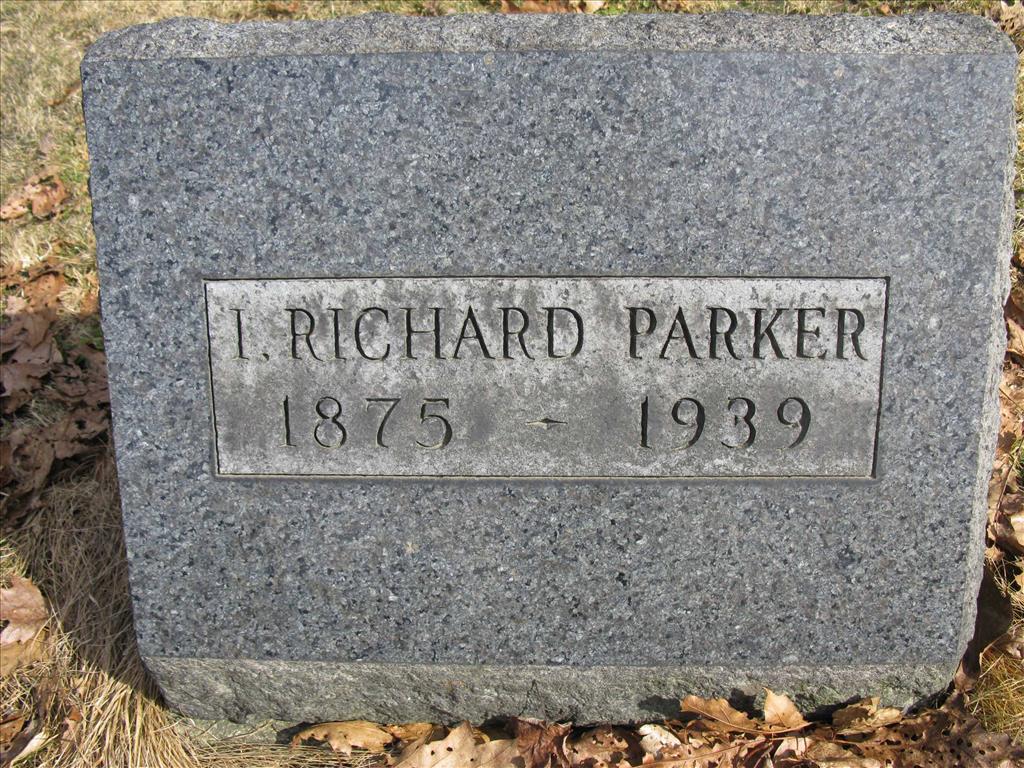 I. RICHARD PARKER
1875 - 1939